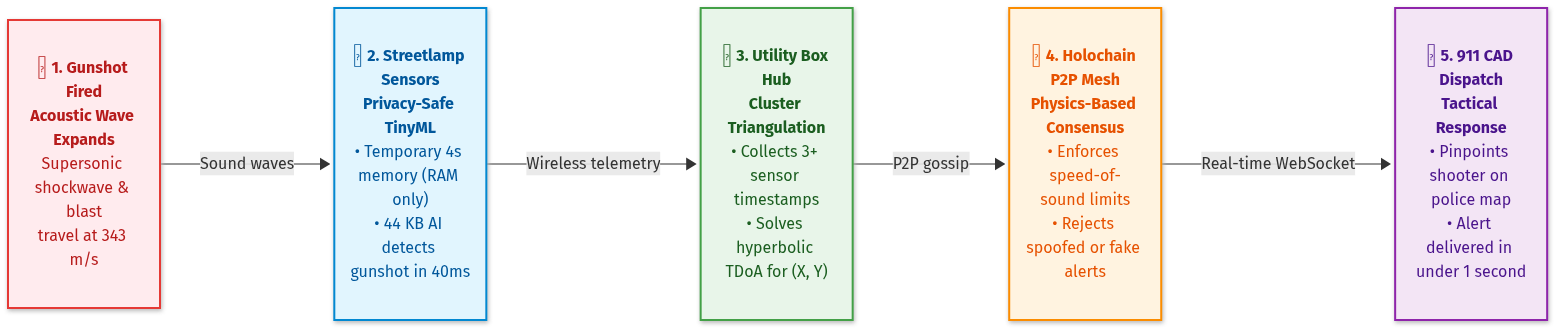 1. Gunshot
Fired
Acoustic Wave
Expands
Supersonic
shockwave &
blast
travel at 343
m/s
Sound waves
2. Streetlamp
Sensors
Privacy-Safe
TinyML
• Temporary 4s
memory (RAM
only)
• 44 KB AI
detects
gunshot in 40ms
Wireless telemetry
3. Utility Box
Hub
Cluster
Triangulation
• Collects 3+
sensor
timestamps
• Solves
hyperbolic
TDoA for (X, Y)
P2P gossip
4. Holochain
P2P Mesh
Physics-Based
Consensus
• Enforces
speed-of-
sound limits
• Rejects
spoofed or fake
alerts
Real-time WebSocket
5. 911 CAD
Dispatch
Tactical
Response
• Pinpoints
shooter on
police map
• Alert
delivered in
under 1 second